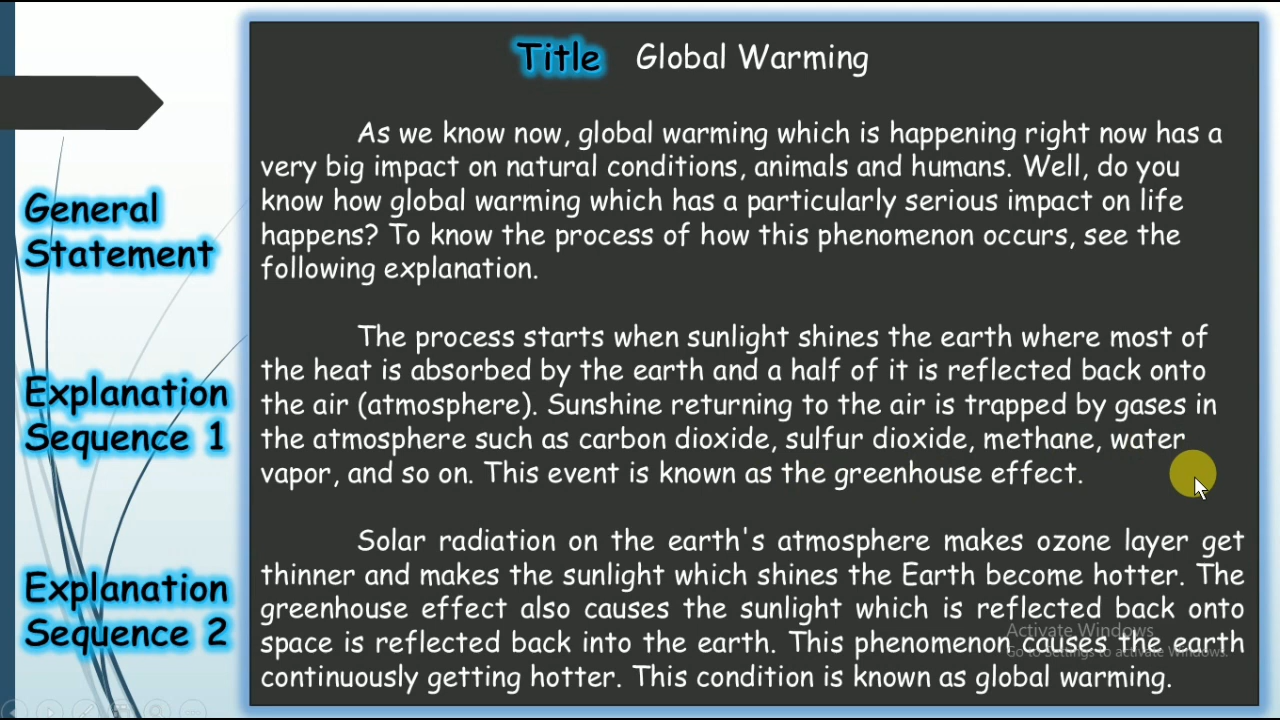 Title Global Warming
As we know now, global warming which is happening right now has a
very big impact on natural conditions, animals and humans. Well, do you
know how global warming which has a particularly serious impact on life
happens? To know the process of how this phenomenon occurs, see the
following explanation.
General
Statement
The process starts when sunlight shines the earth where most of
the heat is absorbed by the earth and a half of it is reflected back onto
the air (atmosphere). Sunshine returning to the air is trapped by gases in
the atmosphere such as carbon dioxide, sulfur dioxide, methane, water
vapor, and so on. This event is known as the greenhouse effect.
Explanation
Sequence 1
Solar radiation on the earth's atmosphere makes ozone layer get
thinner and makes the sunlight which shines the Earth become hotter. The
greenhouse effect also causes the sunlight which is reflected back onto
space is reflected back into the earth. This phenomenon causes the earth
continuously getting hotter. This condition is known as global warming.
Explanation
Sequence 2
Activate Windows
Go to Settings to activate Windows.